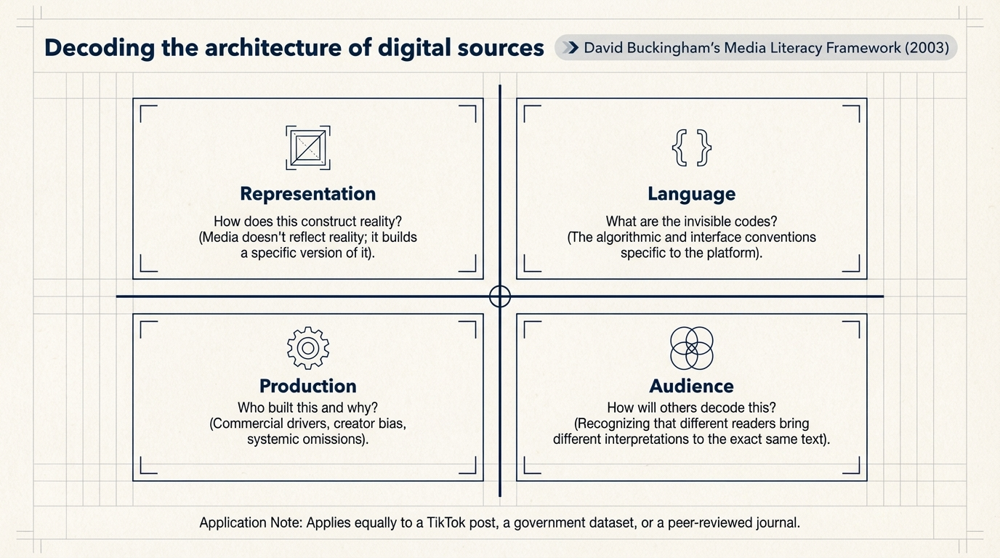 Decoding the architecture of digital sources
David Buckingham’s Media Literacy Framework (2003)
Representation
How does this construct reality?
(Media doesn't reflect reality; it builds
a specific version of it).
{ }
Language
What are the invisible codes?
(The algorithmic and interface conventions
specific to the platform).
Production
Who built this and why?
(Commercial drivers, creator bias,
systemic omissions).
Audience
How will others decode this?
(Recognizing that different readers bring
different interpretations to the exact same text).
Application Note: Applies equally to a TikTok post, a government dataset, or a peer-reviewed journal.